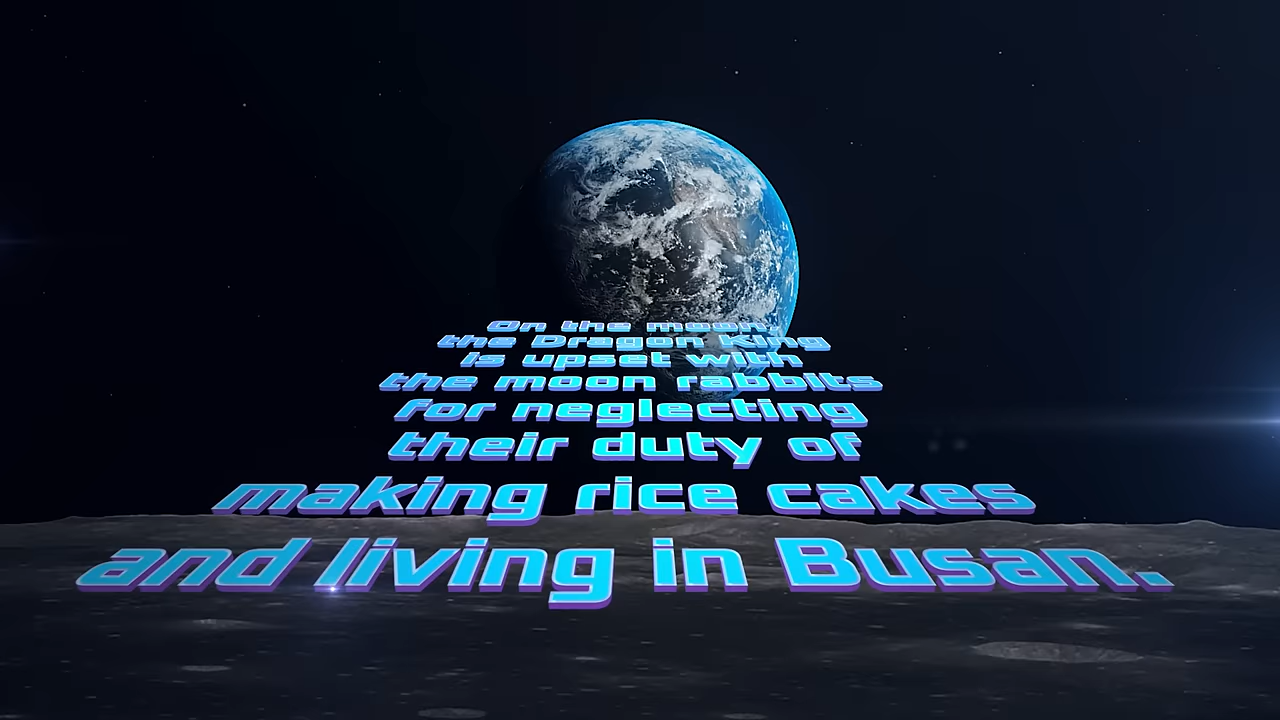 On the moon,
the Dragon King
is upset with
the moon rabbits
for neglecting
their duty of
making rice cakes
and living in Busan.